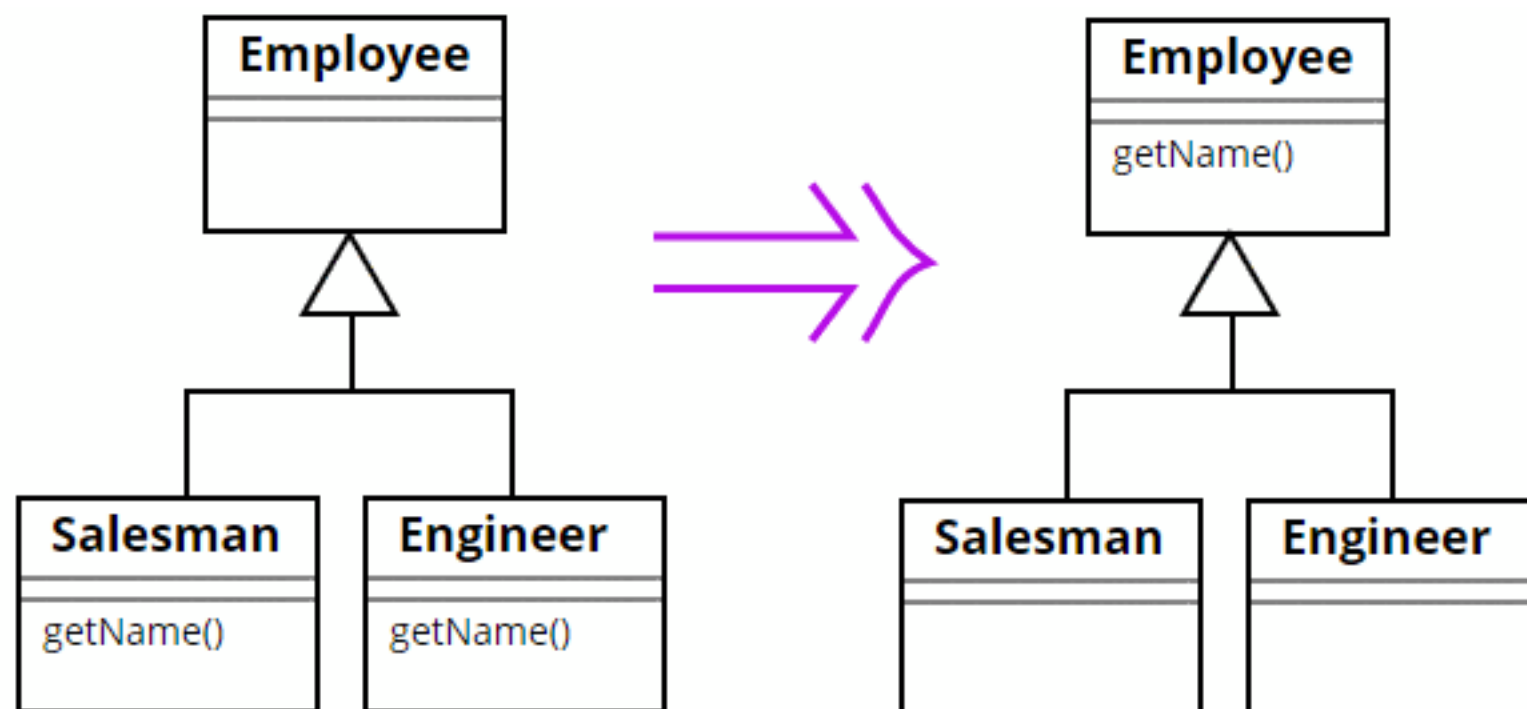 Employee
Salesman
getName()
Engineer
getName()
Employee
getName()
Salesman
Engineer